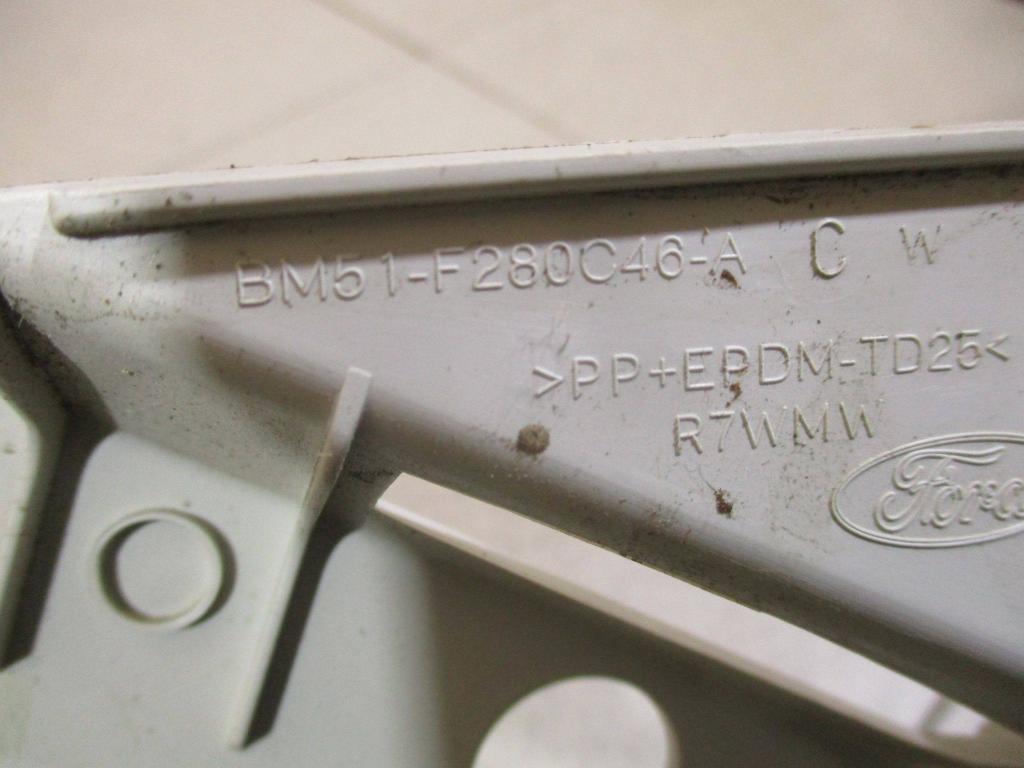 BM51-F280C46-A C W
>PP+EPDM-TD25<
R7WMW
Ford